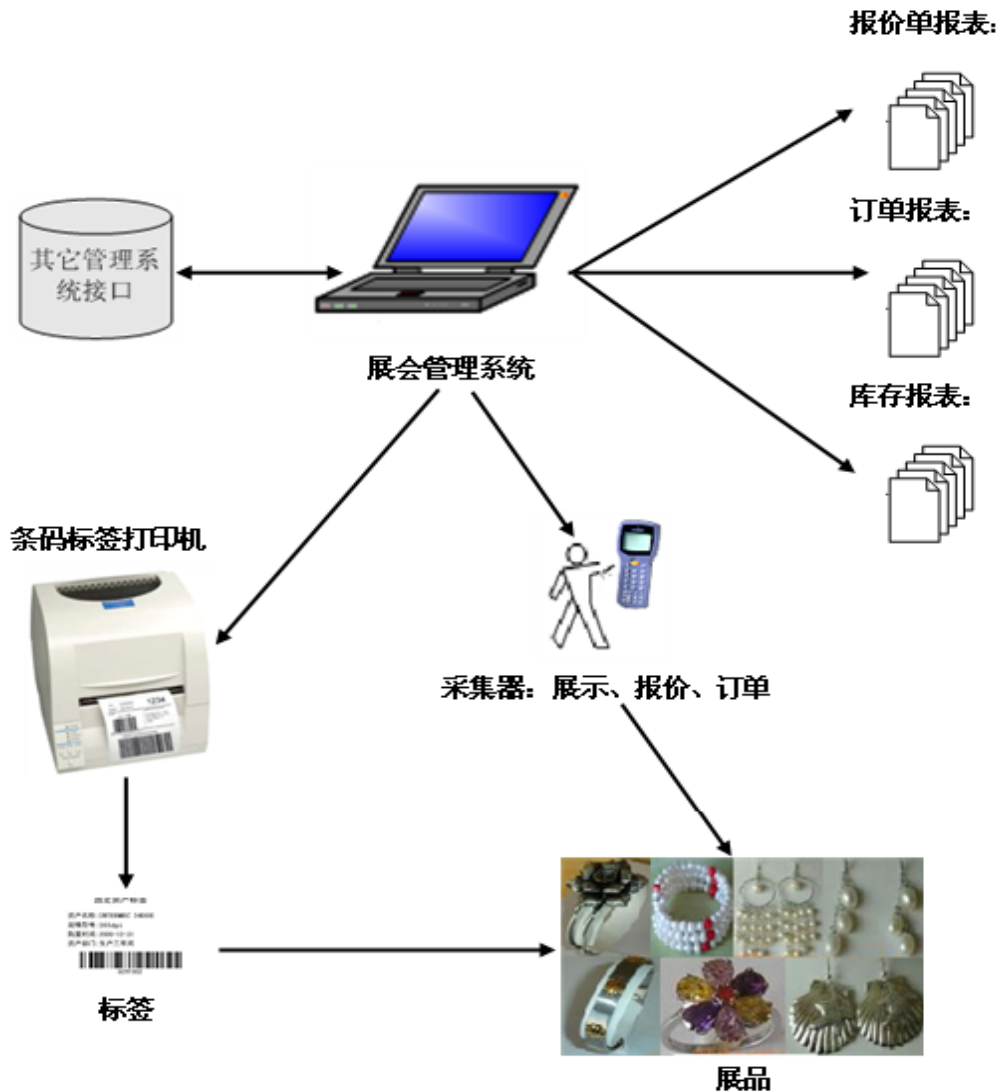 报价单报表:
订单报表:
其它管理系
统接口
展会管理系统
库存报表:
条码标签打印机
1234
采集器：展示、报价、订单
标签
展品